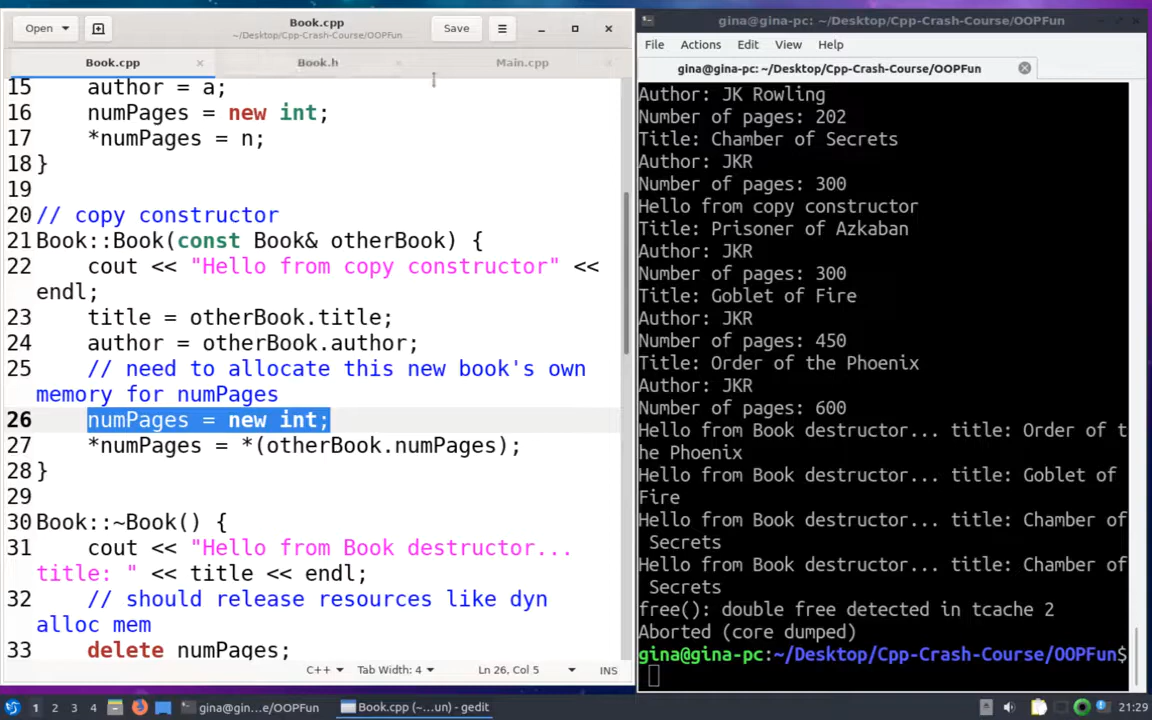 Open
Book.cpp
~/Desktop/Cpp-Crash-Course/OOPFun
Save
Book.cpp
Book.h
Main.cpp
15 author = a;
16 numPages = new int;
17 *numPages = n;
18 }
19
20 // copy constructor
21 Book::Book(const Book& otherBook) {
22 cout << "Hello from copy constructor" <<
endl;
23 title = otherBook.title;
24 author = otherBook.author;
25 // need to allocate this new book's own
memory for numPages
26 numPages = new int;
27 *numPages = *(otherBook.numPages);
28 }
29
30 Book::~Book() {
31 cout << "Hello from Book destructor...
title: " << title << endl;
32 // should release resources like dyn
alloc mem
33 delete numPages;
C++ Tab Width: 4 Ln 26, Col 5 INS
gina@gina-pc: ~/Desktop/Cpp-Crash-Course/OOPFun
File Actions Edit View Help
gina@gina-pc: ~/Desktop/Cpp-Crash-Course/OOPFun
Author: JK Rowling
Number of pages: 202
Title: Chamber of Secrets
Author: JKR
Number of pages: 300
Hello from copy constructor
Title: Prisoner of Azkaban
Author: JKR
Number of pages: 300
Title: Goblet of Fire
Author: JKR
Number of pages: 450
Title: Order of the Phoenix
Author: JKR
Number of pages: 600
Hello from Book destructor... title: Order of t
he Phoenix
Hello from Book destructor... title: Goblet of
Fire
Hello from Book destructor... title: Chamber of
Secrets
Hello from Book destructor... title: Chamber of
Secrets
free(): double free detected in tcache 2
Aborted (core dumped)
gina@gina-pc:~/Desktop/Cpp-Crash-Course/OOPFun$
1 2 3 4 gina@gin...e/OOPFun Book.cpp (~...un) - gedit 21:29